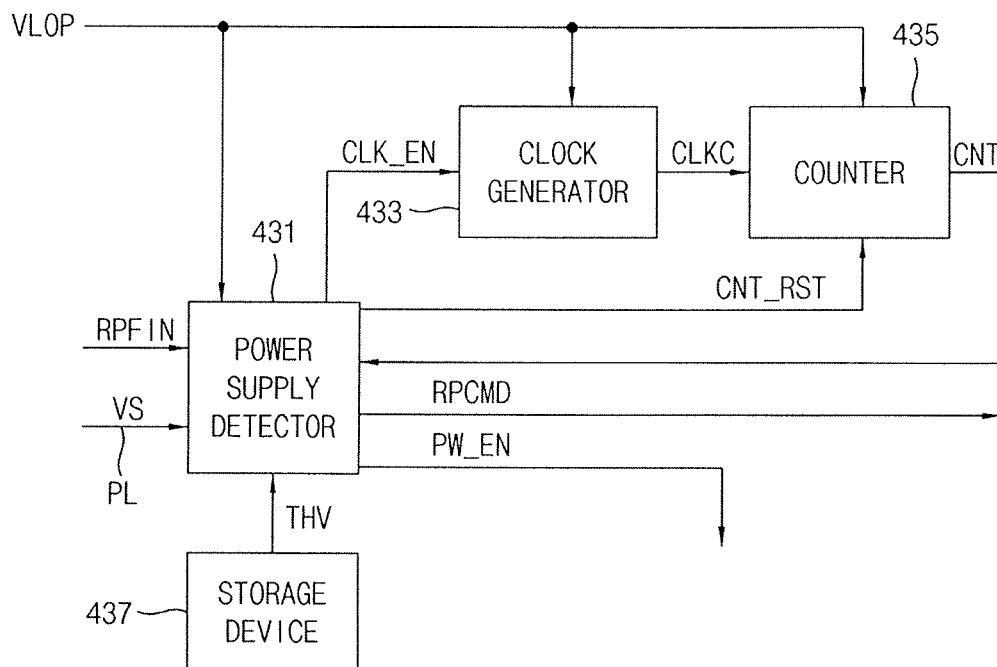 VLOP
435
CLK_EN
CLOCK
GENERATOR
CLKC
COUNTER
CNT
433
431
CNT_RST
RPFIN
POWER
SUPPLY
DETECTOR
VS
RPCMD
PW_EN
PL
THV
STORAGE
DEVICE
437